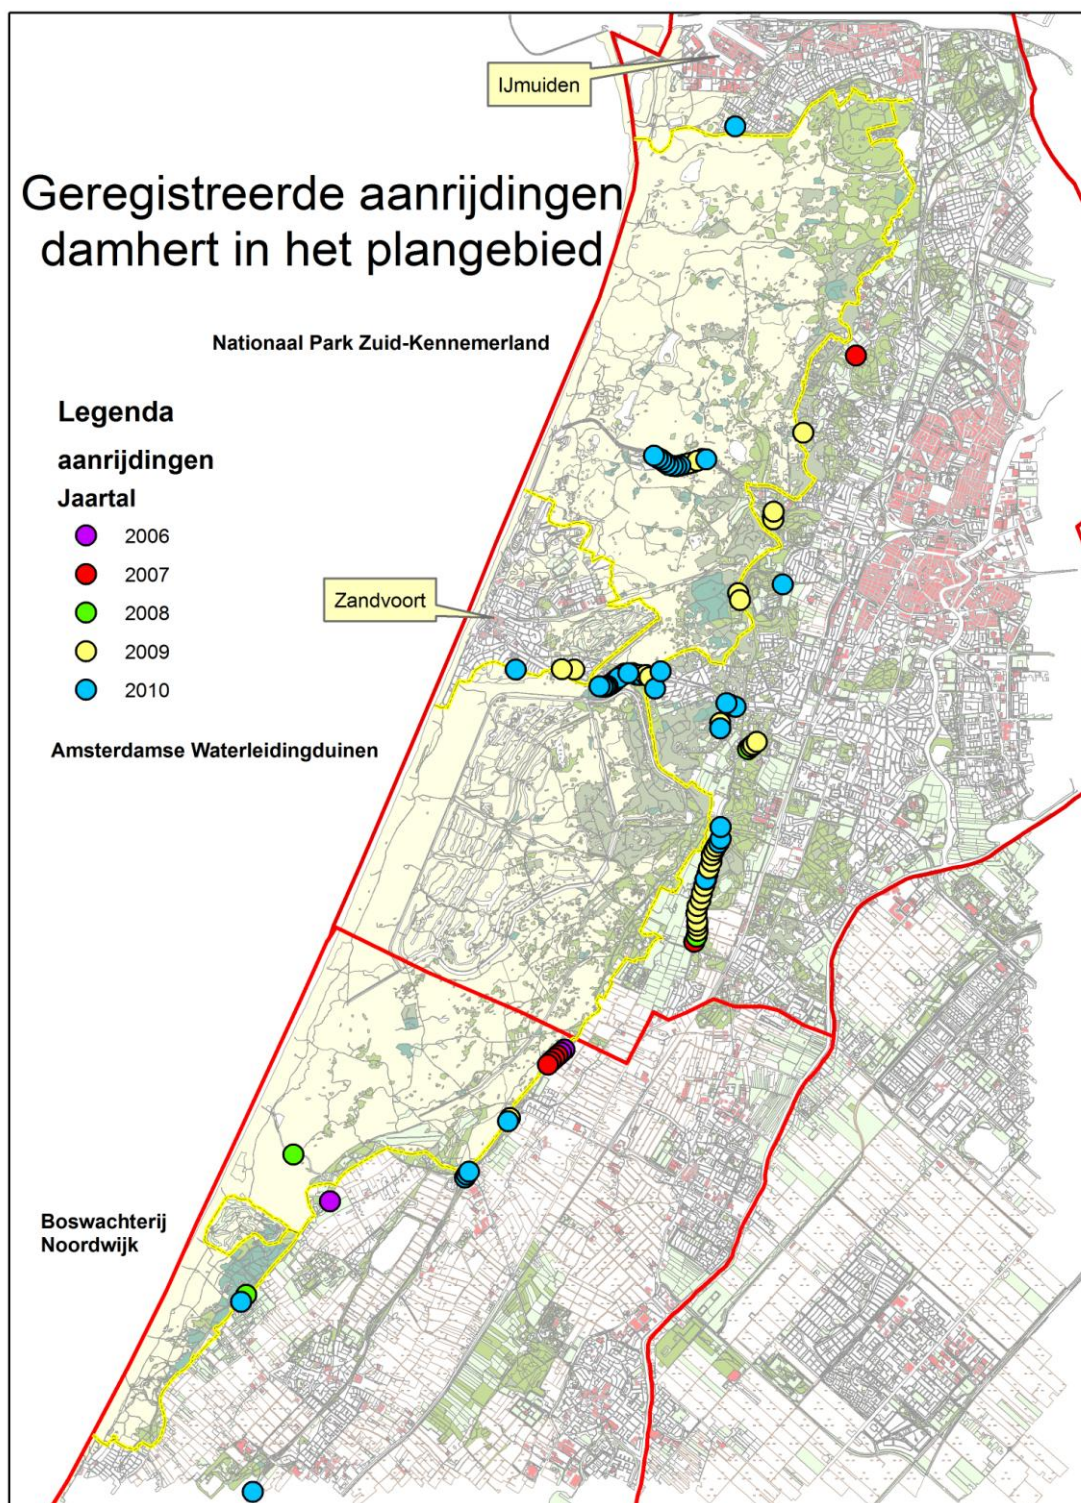 IJmuiden
Geregistreerde aanrijdingen
damhert in het plangebied
Nationaal Park Zuid-Kennemerland
Legenda
aanrijdingen
Jaartal
2006
2007
2008
2009
2010
Zandvoort
Amsterdamse Waterleidingduinen
Boswachterij
Noordwijk